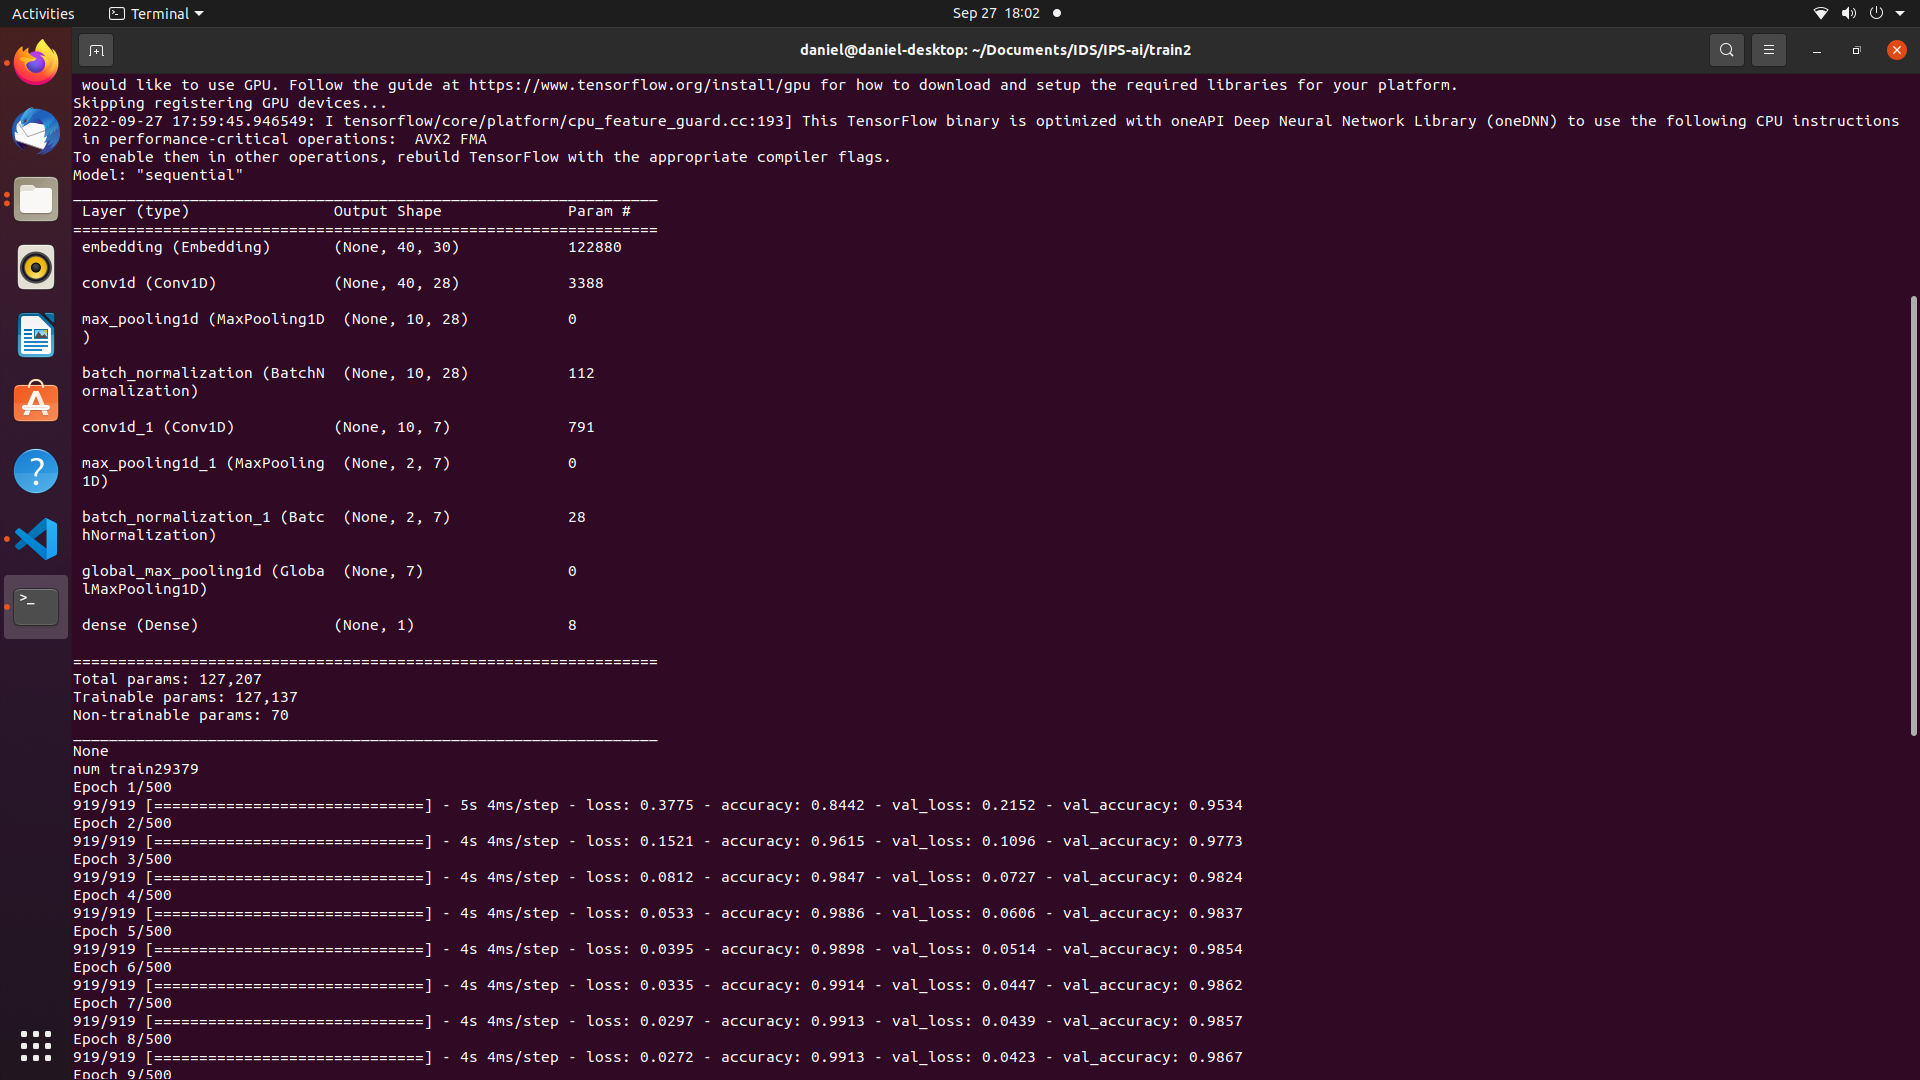 Activities
Terminal
Sep 27 18:02
daniel@daniel-desktop: ~/Documents/IDS/IPS-ai/train2
would like to use GPU. Follow the guide at https://www.tensorflow.org/install/gpu for how to download and setup the required libraries for your platform.
Skipping registering GPU devices...
2022-09-27 17:59:45.946549: I tensorflow/core/platform/cpu_feature_guard.cc:193] This TensorFlow binary is optimized with oneAPI Deep Neural Network Library (oneDNN) to use the following CPU instructions
in performance-critical operations:  AVX2 FMA
To enable them in other operations, rebuild TensorFlow with the appropriate compiler flags.
Model: "sequential"
_________________________________________________________________
Layer (type)                Output Shape              Param #
=================================================================
embedding (Embedding)       (None, 40, 30)            122880
conv1d (Conv1D)             (None, 40, 28)            3388
max_pooling1d (MaxPooling1D  (None, 10, 28)           0
)
batch_normalization (BatchN  (None, 10, 28)           112
ormalization)
conv1d_1 (Conv1D)           (None, 10, 7)             791
max_pooling1d_1 (MaxPooling  (None, 2, 7)             0
1D)
batch_normalization_1 (Batc  (None, 2, 7)             28
hNormalization)
global_max_pooling1d (Globa  (None, 7)                0
lMaxPooling1D)
dense (Dense)               (None, 1)                 8
=================================================================
Total params: 127,207
Trainable params: 127,137
Non-trainable params: 70
_________________________________________________________________
None
num train29379
Epoch 1/500
919/919 [==============================] - 5s 4ms/step - loss: 0.3775 - accuracy: 0.8442 - val_loss: 0.2152 - val_accuracy: 0.9534
Epoch 2/500
919/919 [==============================] - 4s 4ms/step - loss: 0.1521 - accuracy: 0.9615 - val_loss: 0.1096 - val_accuracy: 0.9773
Epoch 3/500
919/919 [==============================] - 4s 4ms/step - loss: 0.0812 - accuracy: 0.9847 - val_loss: 0.0727 - val_accuracy: 0.9824
Epoch 4/500
919/919 [==============================] - 4s 4ms/step - loss: 0.0533 - accuracy: 0.9886 - val_loss: 0.0606 - val_accuracy: 0.9837
Epoch 5/500
919/919 [==============================] - 4s 4ms/step - loss: 0.0395 - accuracy: 0.9898 - val_loss: 0.0514 - val_accuracy: 0.9854
Epoch 6/500
919/919 [==============================] - 4s 4ms/step - loss: 0.0335 - accuracy: 0.9914 - val_loss: 0.0447 - val_accuracy: 0.9862
Epoch 7/500
919/919 [==============================] - 4s 4ms/step - loss: 0.0297 - accuracy: 0.9913 - val_loss: 0.0439 - val_accuracy: 0.9857
Epoch 8/500
919/919 [==============================] - 4s 4ms/step - loss: 0.0272 - accuracy: 0.9913 - val_loss: 0.0423 - val_accuracy: 0.9867
Epoch 9/500